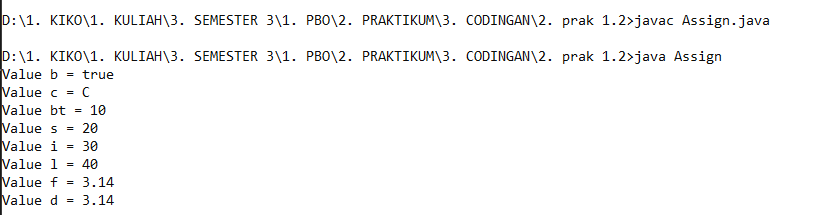 D:\1. KIKO\1. KULIAH\3. SEMESTER 3\1. PBO\2. PRAKTIKUM\3. CODINGAN\2. prak 1.2>javac Assign.java
D:\1. KIKO\1. KULIAH\3. SEMESTER 3\1. PBO\2. PRAKTIKUM\3. CODINGAN\2. prak 1.2>java Assign
Value b = true
Value c = C
Value bt = 10
Value s = 20
Value i = 30
Value l = 40
Value f = 3.14
Value d = 3.14